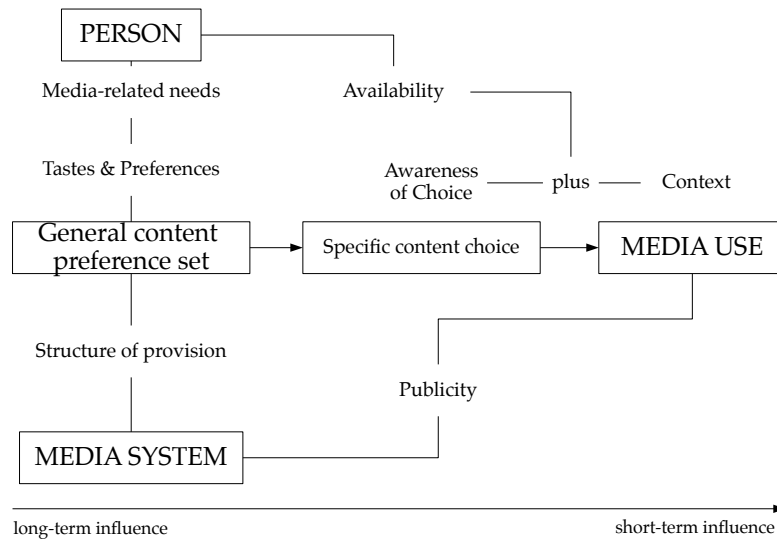 PERSON
Media-related needs
Availability
Tastes & Preferences
Awareness
of Choice
plus
Context
General content
preference set
Specific content choice
MEDIA USE
Structure of provision
Publicity
MEDIA SYSTEM
long-term influence
short-term influence